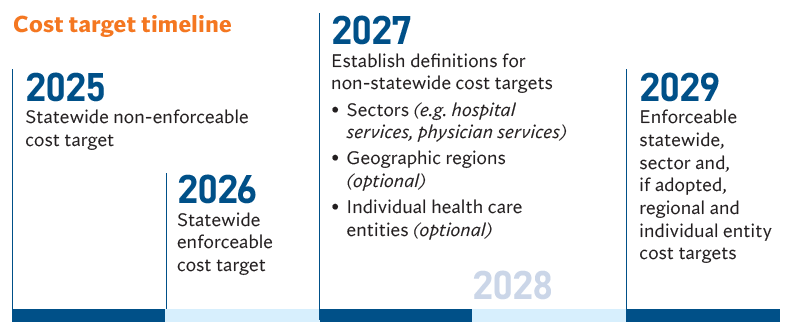 Cost target timeline
2025
Statewide non-enforceable
cost target
2026
Statewide
enforceable
cost target
2027
Establish definitions for
non-statewide cost targets
• Sectors (e.g. hospital
services, physician services)
• Geographic regions
(optional)
• Individual health care
entities (optional)
2028
2029
Enforceable
statewide,
sector and,
if adopted,
regional and
individual entity
cost targets